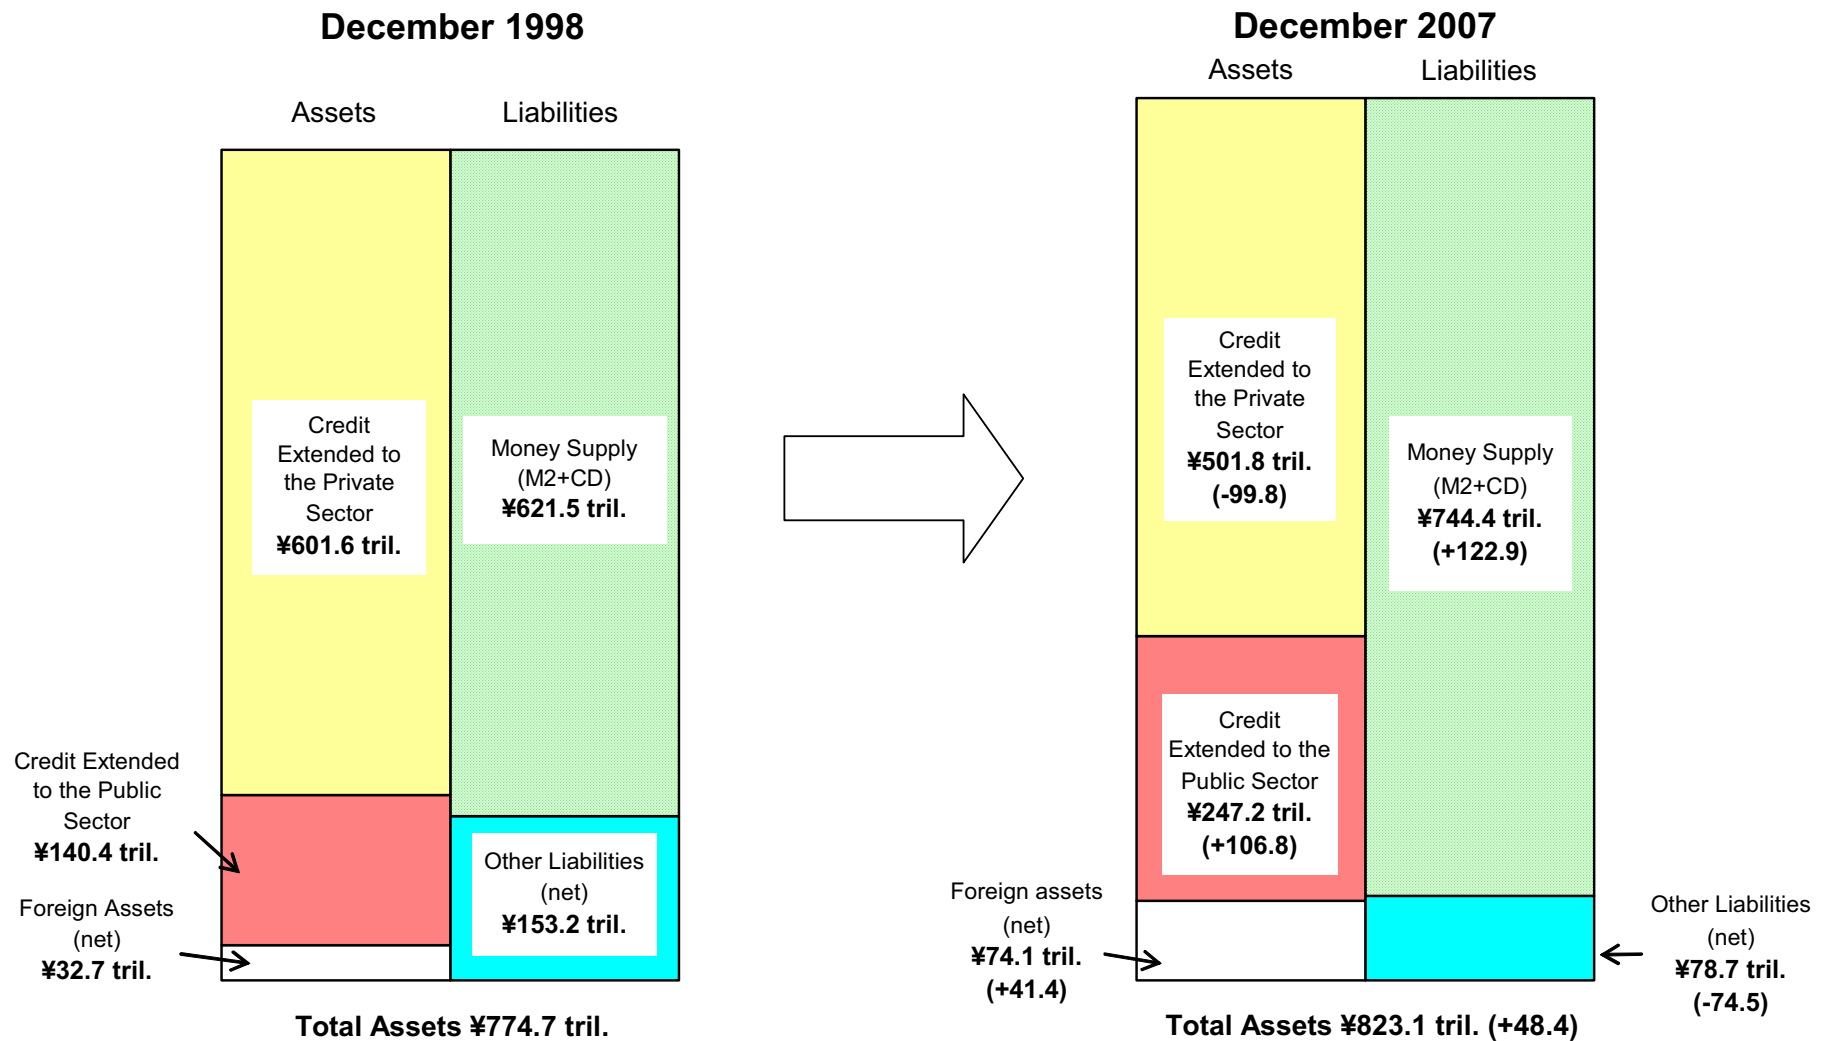 December 1998
Assets
Liabilities
Credit
Extended to
the Private
Sector
¥601.6 tril.
Money Supply
(M2+CD)
¥621.5 tril.
Credit Extended
to the Public
Sector
¥140.4 tril.
Foreign Assets
(net)
¥32.7 tril.
Other Liabilities
(net)
¥153.2 tril.
Total Assets ¥774.7 tril.
December 2007
Assets
Liabilities
Credit
Extended to
the Private
Sector
¥501.8 tril.
(-99.8)
Money Supply
(M2+CD)
¥744.4 tril.
(+122.9)
Credit
Extended to the
Public Sector
¥247.2 tril.
(+106.8)
Foreign assets
(net)
¥74.1 tril.
(+41.4)
Other Liabilities
(net)
¥78.7 tril.
(-74.5)
Total Assets ¥823.1 tril. (+48.4)